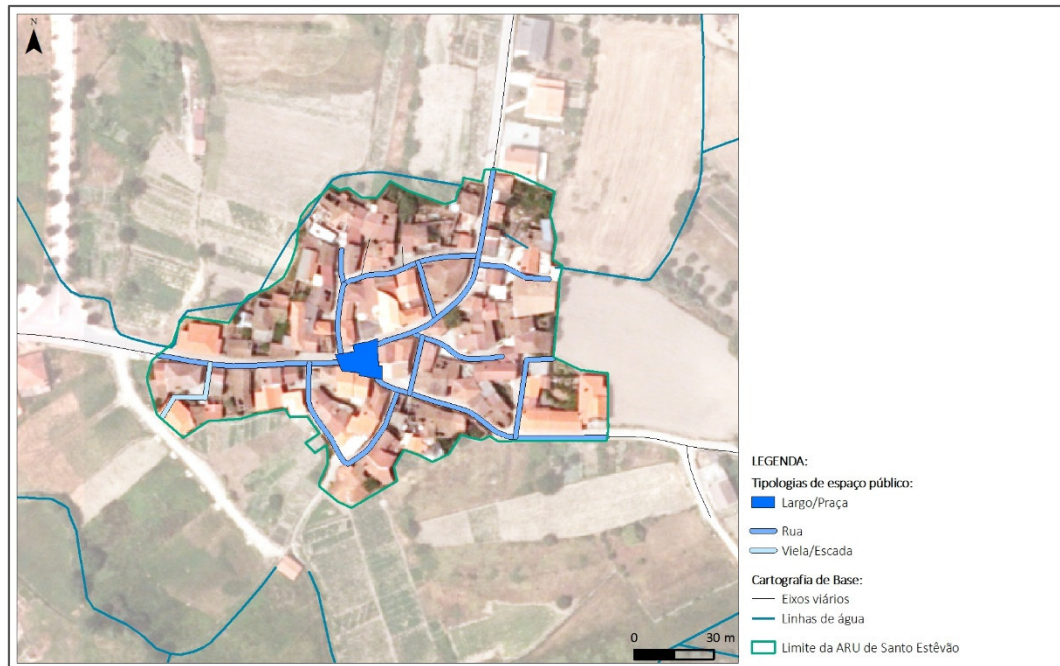 N
0 30 m
LEGENDA:
Tipologias de espaço público:
Largo/Praça
Rua
Viela/Escada
Cartografia de Base:
Eixos viários
Linhas de água
Limite da ARU de Santo Estêvão